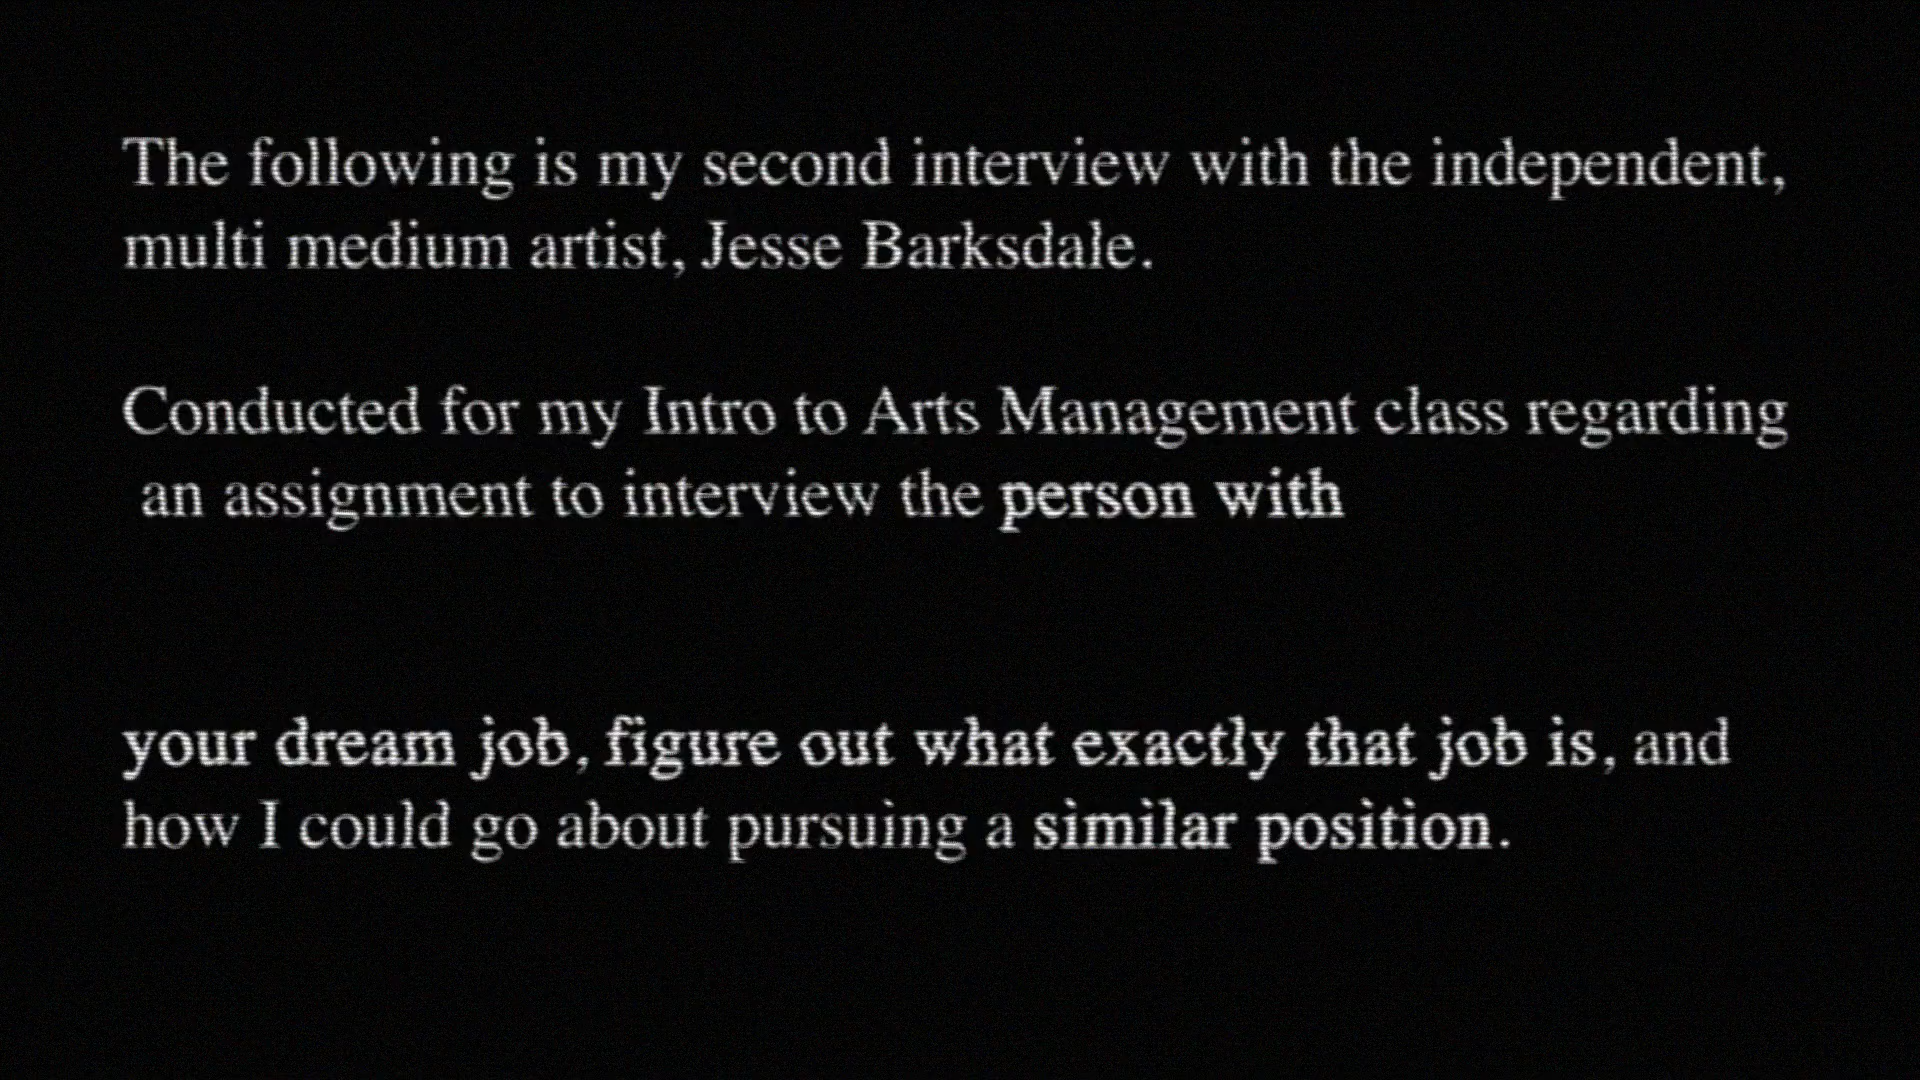 The following is my second interview with the independent,
multi medium artist, Jesse Barksdale.
Conducted for my Intro to Arts Management class regarding
an assignment to interview the person with
your dream job, figure out what exactly that job is, and
how I could go about pursuing a similar position.